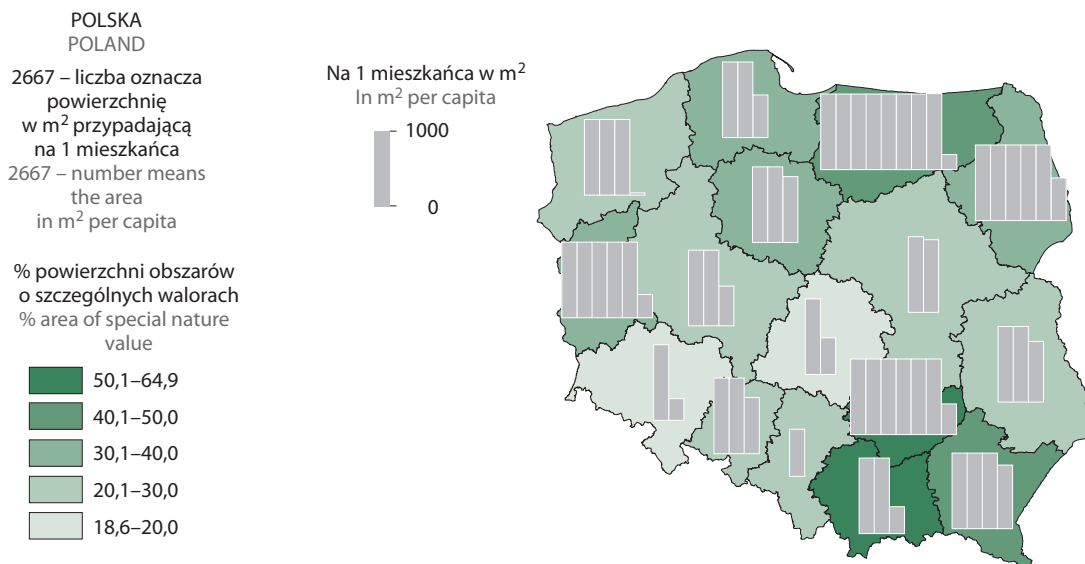 POLSKA
POLAND
2667 – liczba oznacza
powierzchnię
w m² przypadającą
na 1 mieszkańca
2667 – number means
the area
in m² per capita
Na 1 mieszkańca w m²
In m² per capita
1000
0
% powierzchni obszarów
o szczególnych walorach
% area of special nature
value
50,1–64,9
40,1–50,0
30,1–40,0
20,1–30,0
18,6–20,0